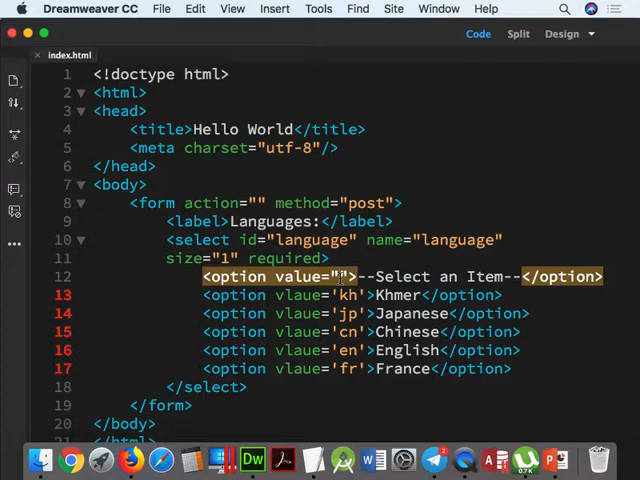 Dreamweaver CC File Edit View Insert Tools Find Site Window Help
Code Split Design
× index.html
1 <!doctype html>
2 <html>
3 <head>
4 <title>Hello World</title>
5 <meta charset="utf-8"/>
6 </head>
7 <body>
8 <form action="" method="post">
9 <label>Languages:</label>
10 <select id="language" name="language"
11 size="1" required>
12 <option value="">--Select an Item--</option>
13 <option vlaue='kh'>Khmer</option>
14 <option vlaue='jp'>Japanese</option>
15 <option vlaue='cn'>Chinese</option>
16 <option vlaue='en'>English</option>
17 <option vlaue='fr'>France</option>
18 </select>
19 </form>
20 </body>
21 </html>
Dw W A P
2
0.7 K